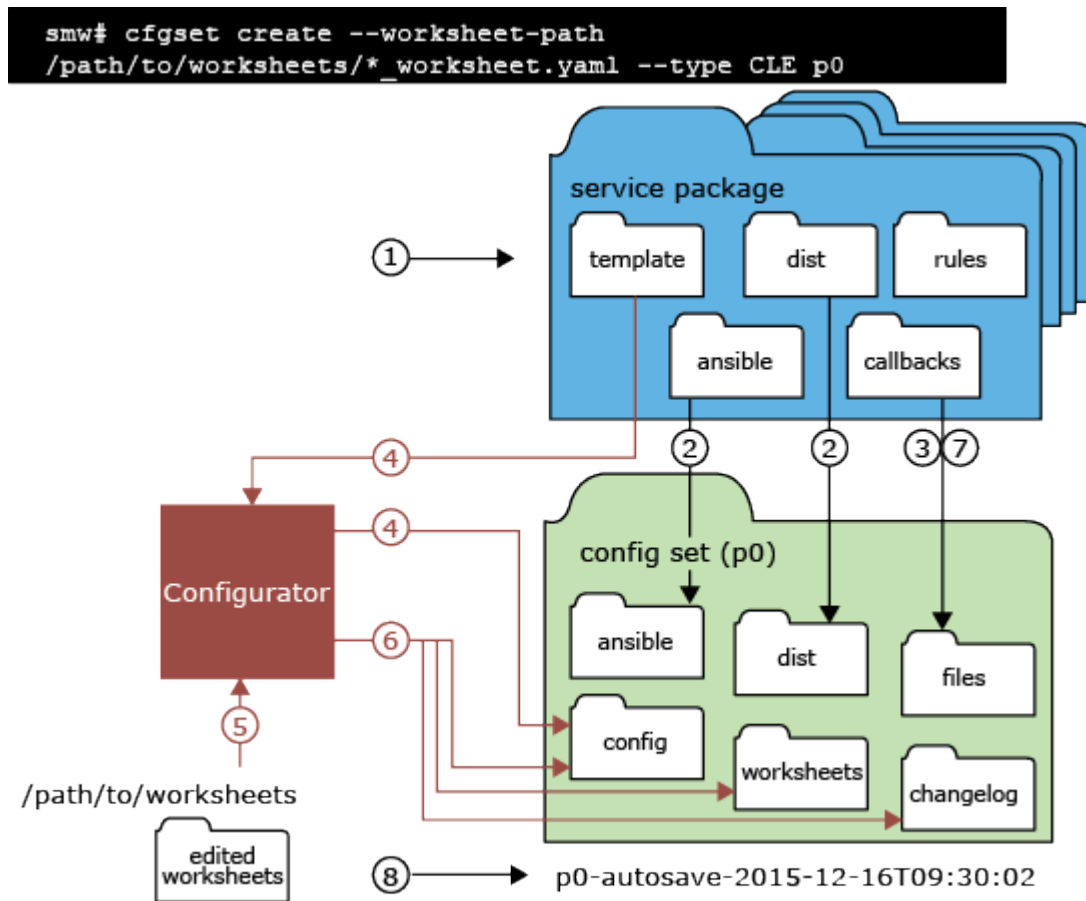 smw# cfgset create --worksheet-path
/path/to/worksheets/*_worksheet.yaml --type CLE p0
service package
1
template
dist
rules
ansible
callbacks
4
2
2
3
7
4
config set (p0)
Configurator
6
ansible
dist
files
5
config
worksheets
changelog
/path/to/worksheets
edited
worksheets
8
p0-autosave-2015-12-16T09:30:02